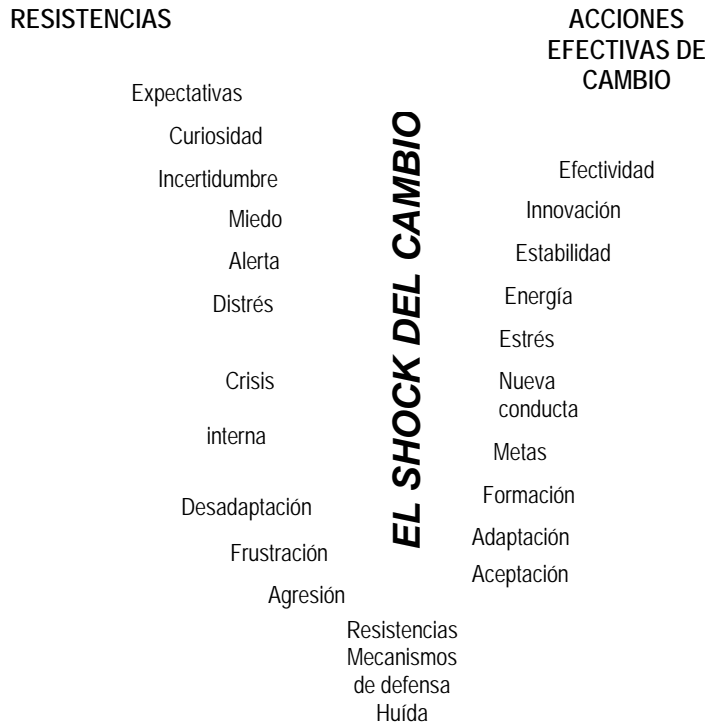 RESISTENCIAS
ACCIONES
EFECTIVAS DE
CAMBIO
Expectativas
Curiosidad
Incertidumbre
Miedo
Alerta
Distrés
Crisis
interna
Desadaptación
Frustración
Agresión
EL SHOCK DEL CAMBIO
Efectividad
Innovación
Estabilidad
Energía
Estrés
Nueva
conducta
Metas
Formación
Adaptación
Aceptación
Resistencias
Mecanismos
de defensa
Huída